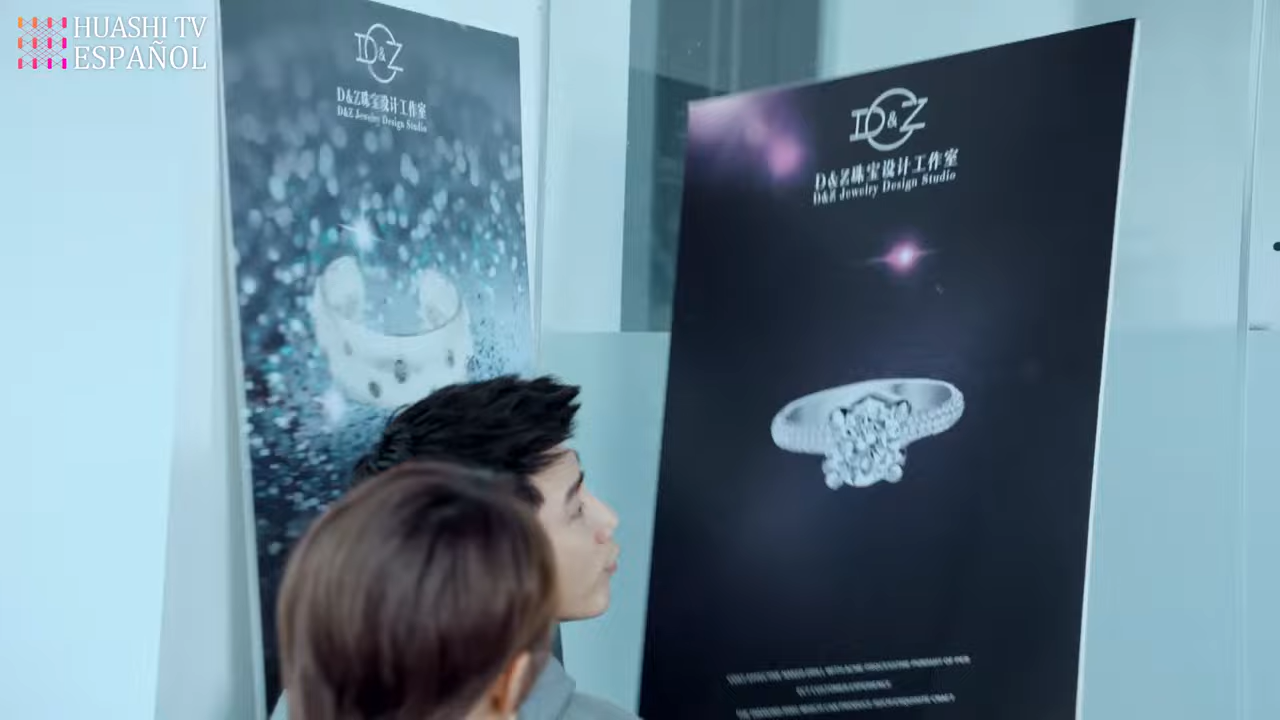 HUASHI TV
ESPAÑOL
D&Z
D&Z珠宝设计工作室
D&Z Jewelry Design Studio
D&Z
D&Z珠宝设计工作室
D&Z Jewelry Design Studio